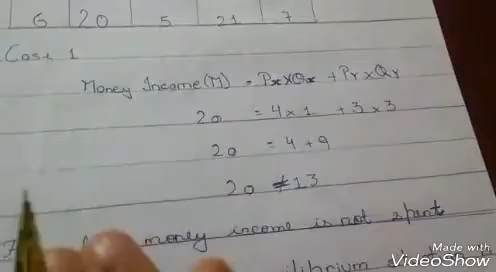 6 20 5 21 7
Case 1
Money Income (M) = Px X Qx + PY X QY
20 = 4 x 1 + 3 x 3
20 = 4 + 9
20 ≠ 13
money income is not spent
Made with
VideoShow